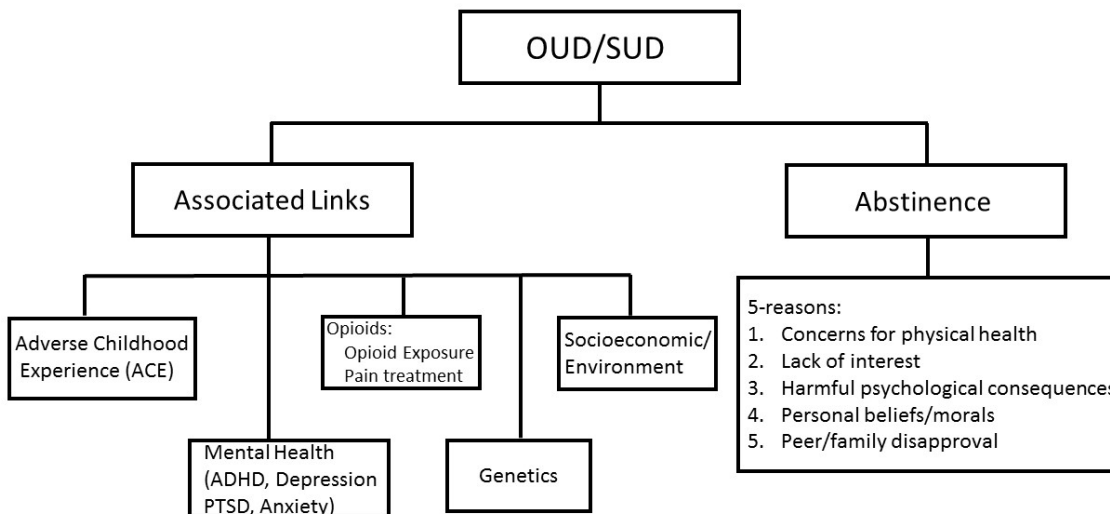 OUD/SUD
Associated Links
Abstinence
Adverse Childhood
Experience (ACE)
Opioids:
Opioid Exposure
Pain treatment
Socioeconomic/
Environment
Mental Health
(ADHD, Depression
PTSD, Anxiety)
Genetics
5-reasons:
1. Concerns for physical health
2. Lack of interest
3. Harmful psychological consequences
4. Personal beliefs/morals
5. Peer/family disapproval